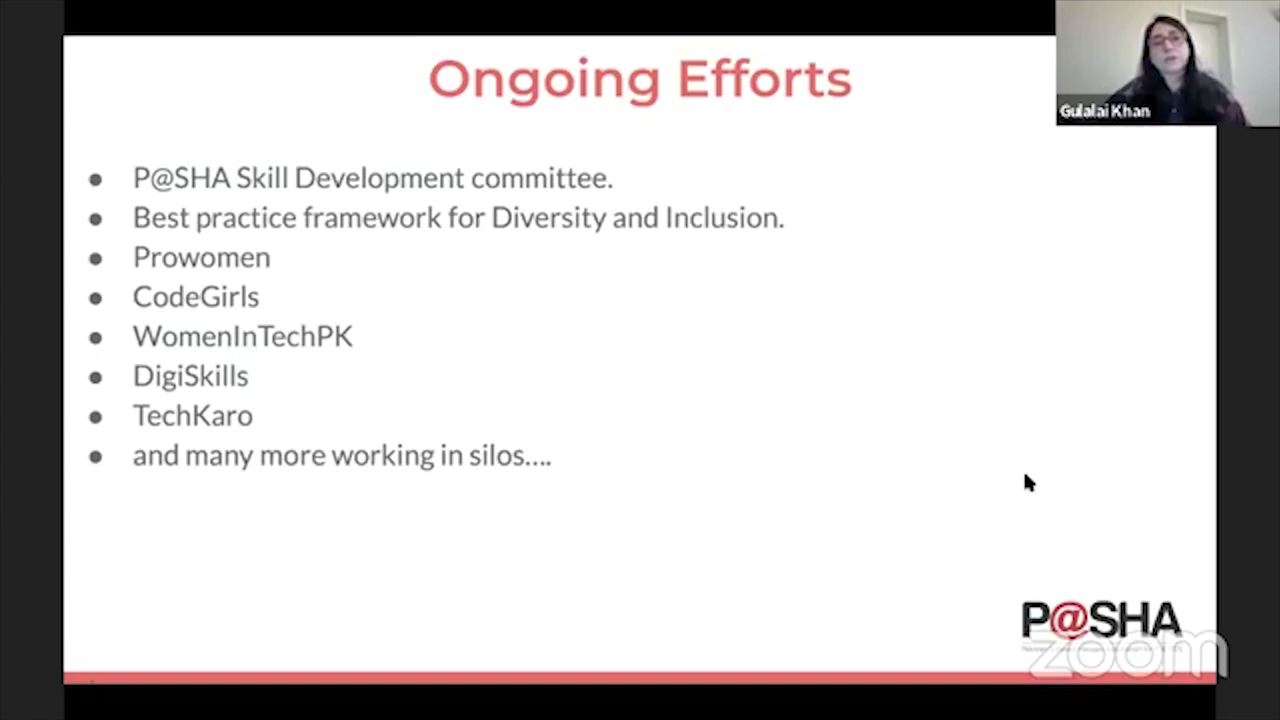 Ongoing Efforts
Gulalai Khan
P@SHA Skill Development committee.
Best practice framework for Diversity and Inclusion.
Prowomen
CodeGirls
WomenInTechPK
DigiSkills
TechKaro
and many more working in silos....
P@SHA
zoom